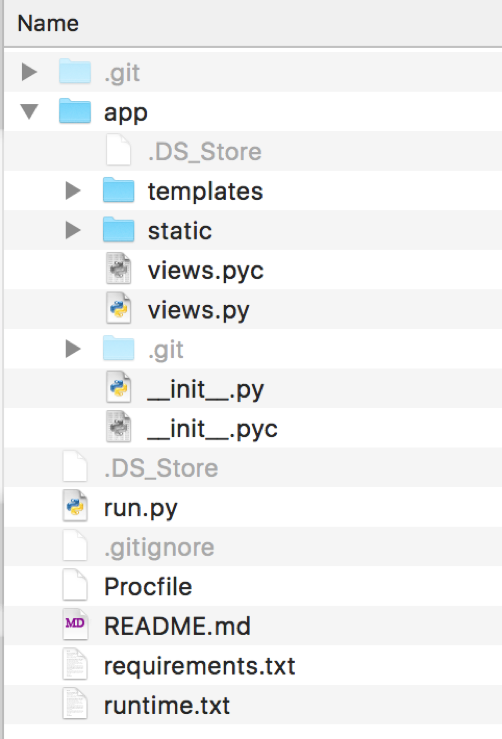 Name
.git
app
.DS_Store
templates
static
views.pyc
views.py
.git
__init__.py
__init__.pyc
.DS_Store
run.py
.gitignore
Procfile
MD README.md
requirements.txt
runtime.txt